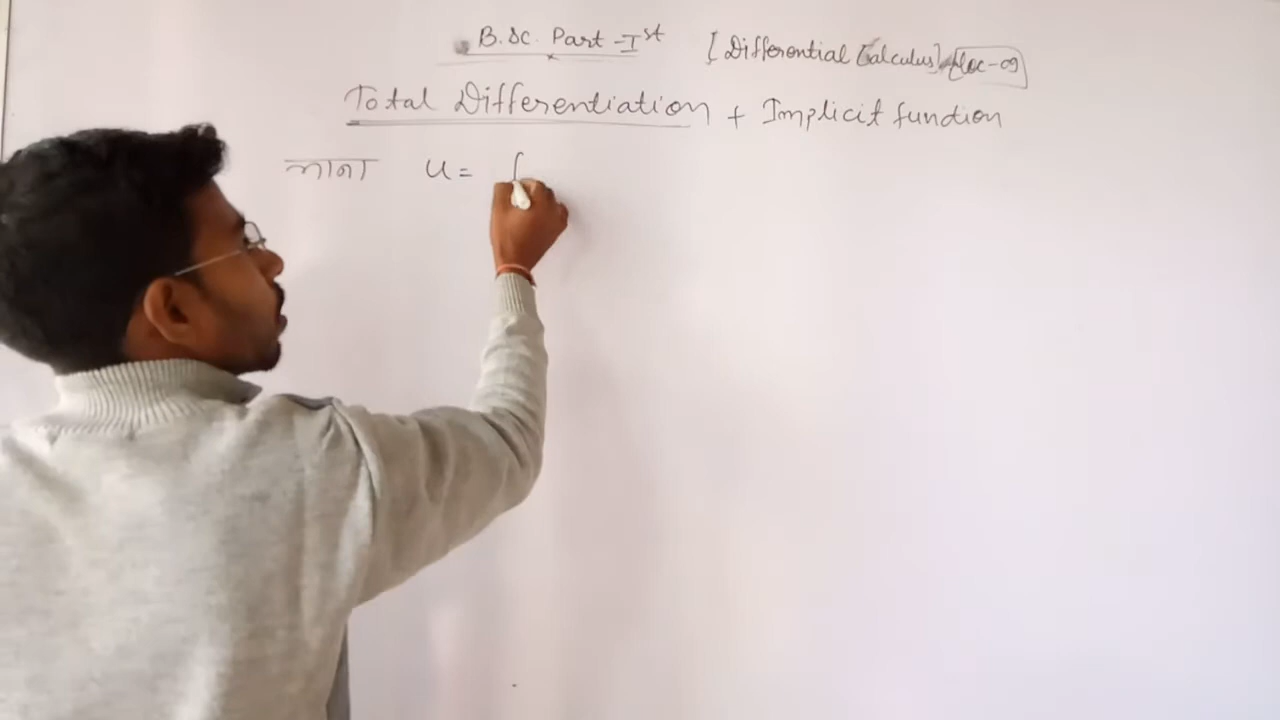 B.Sc. Part -Ist [Differential Calculus] Lec-09
Total Differentiation + Implicit function
माना u = f